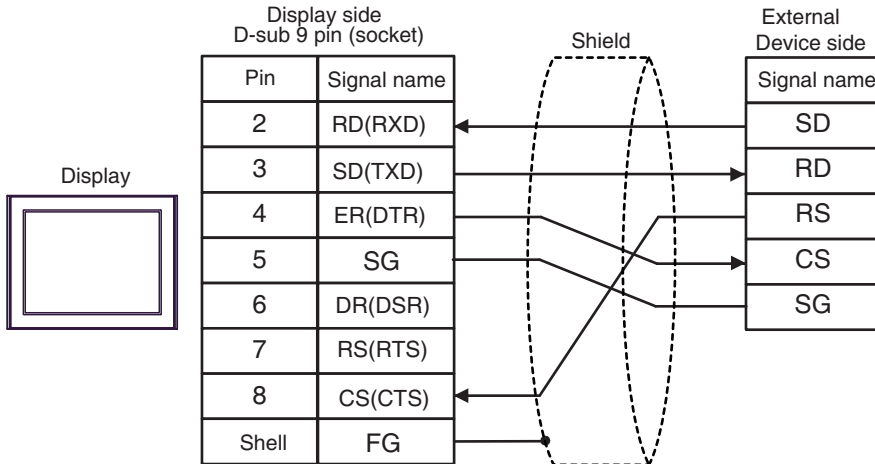 Display side
D-sub 9 pin (socket)
Shield
External
Device side
Pin Signal name
Signal name
2 RD(RXD)
SD
3 SD(TXD)
RD
Display
4 ER(DTR)
RS
5 SG
CS
6 DR(DSR)
SG
7 RS(RTS)
8 CS(CTS)
Shell FG